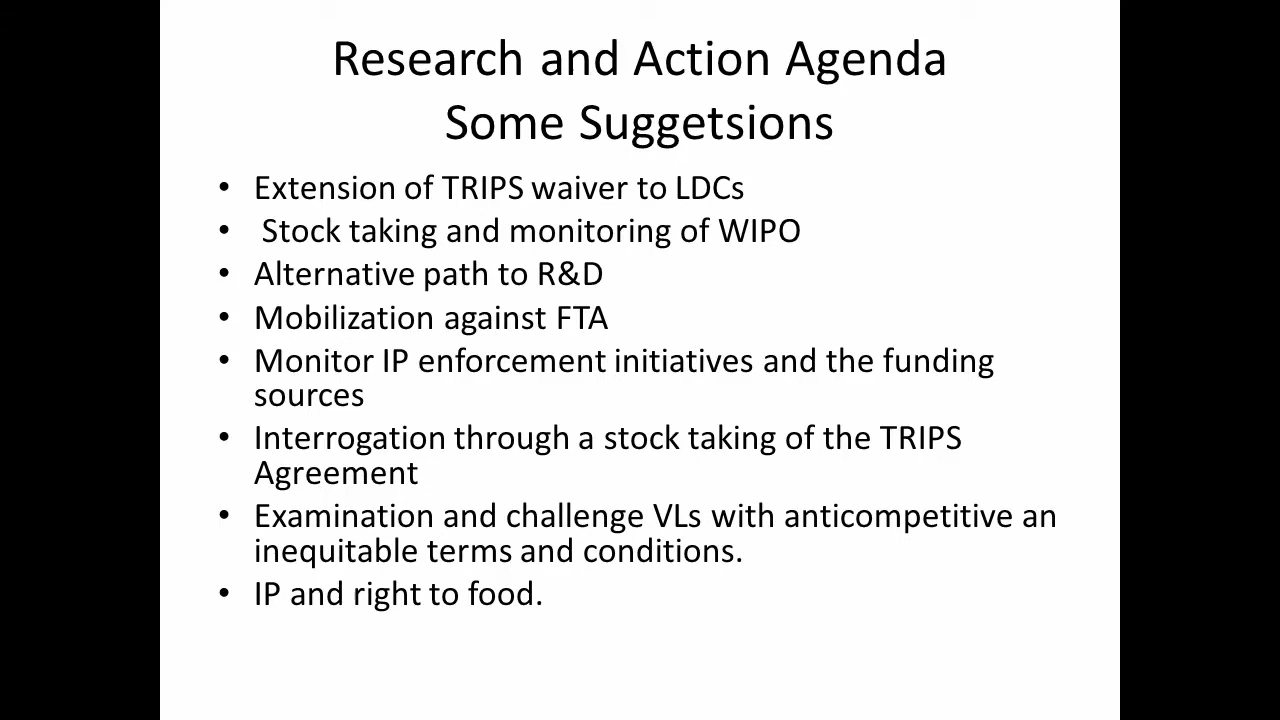 Research and Action Agenda
Some Suggetsions
• Extension of TRIPS waiver to LDCs
• Stock taking and monitoring of WIPO
• Alternative path to R&D
• Mobilization against FTA
• Monitor IP enforcement initiatives and the funding
sources
• Interrogation through a stock taking of the TRIPS
Agreement
• Examination and challenge VLs with anticompetitive an
inequitable terms and conditions.
• IP and right to food.